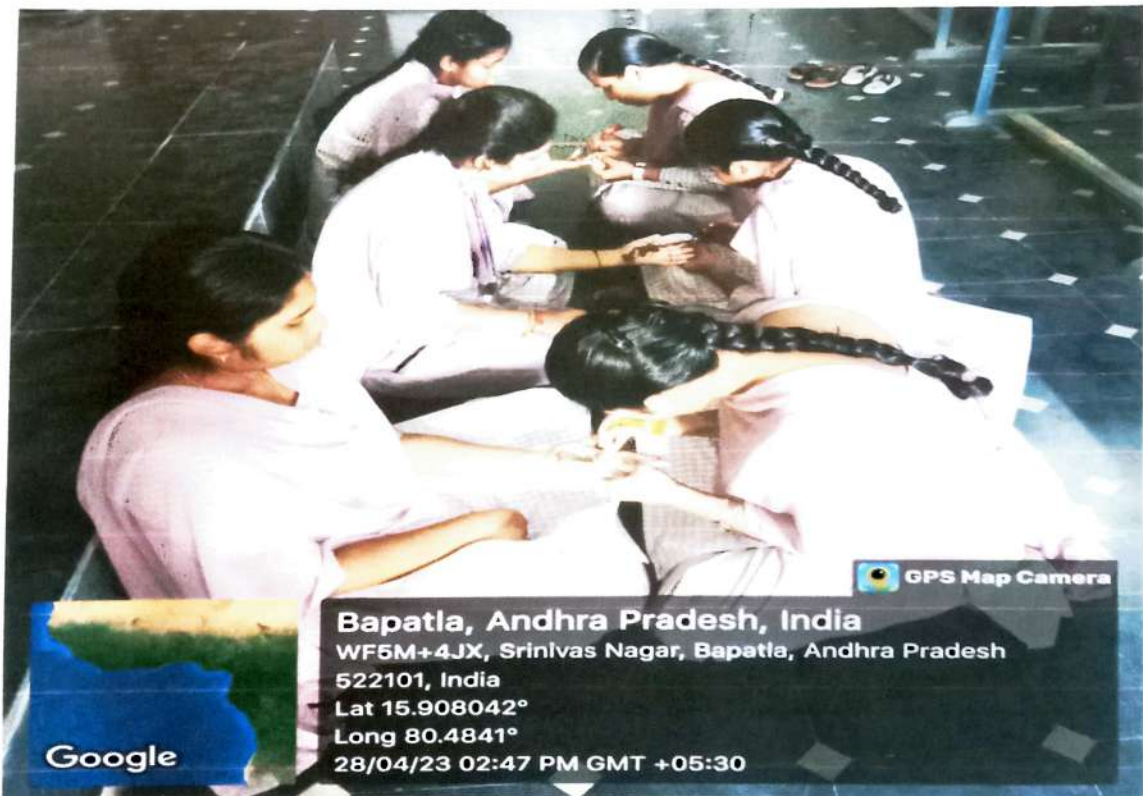 GPS Map Camera
Bapatla, Andhra Pradesh, India
WF5M+4JX, Srinivas Nagar, Bapatla, Andhra Pradesh
522101, India
Lat 15.908042°
Long 80.4841°
28/04/23 02:47 PM GMT +05:30
Google